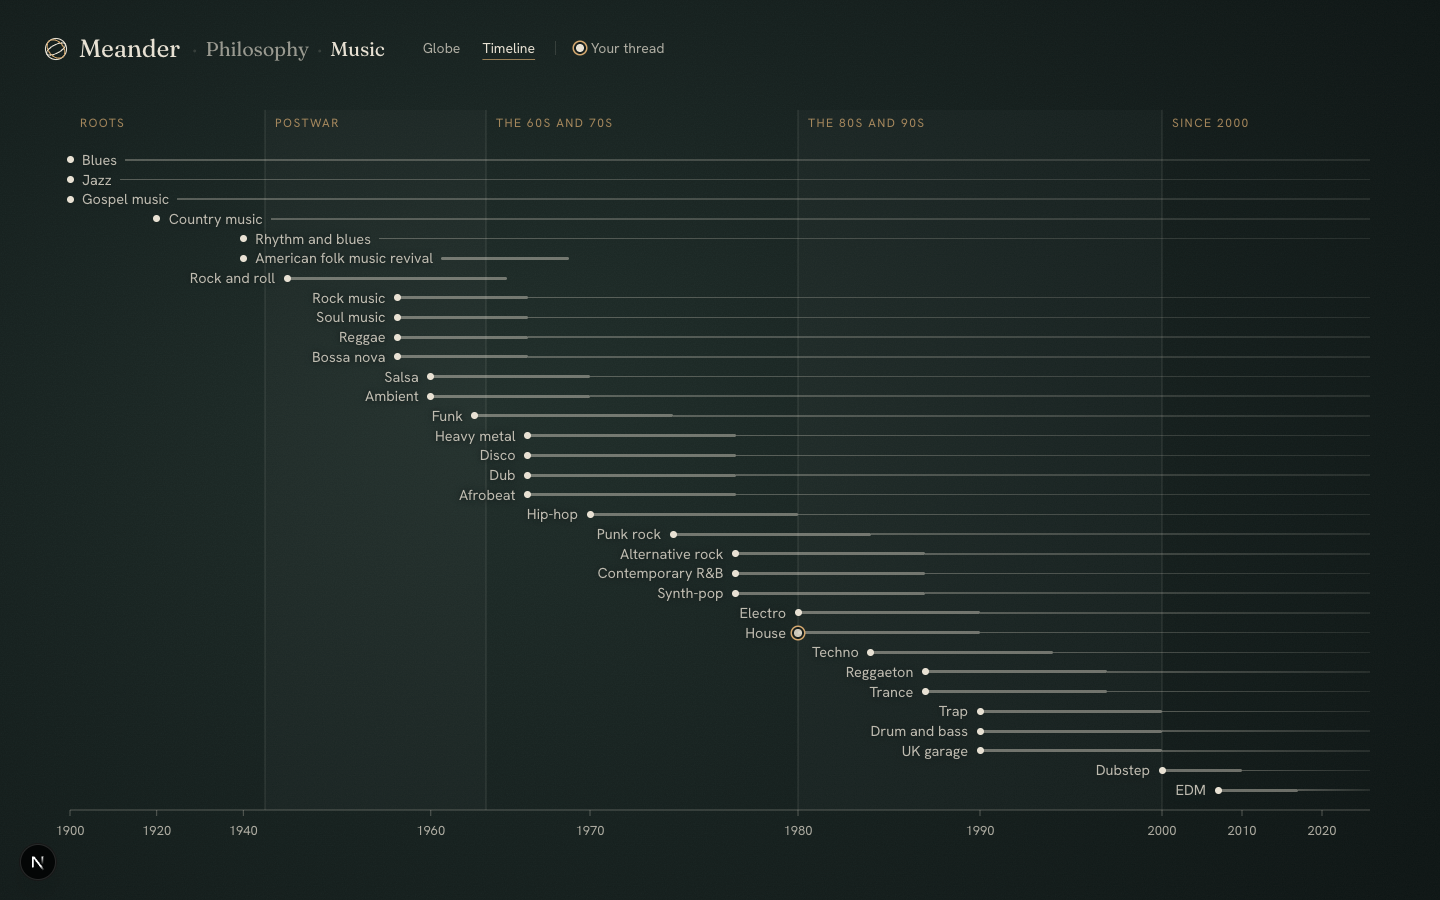 Meander · Philosophy · Music Globe Timeline Your thread
ROOTS POSTWAR THE 60S AND 70S THE 80S AND 90S SINCE 2000
Blues
Jazz
Gospel music
Country music
Rhythm and blues
American folk music revival
Rock and roll
Rock music
Soul music
Reggae
Bossa nova
Salsa
Ambient
Funk
Heavy metal
Disco
Dub
Afrobeat
Hip-hop
Punk rock
Alternative rock
Contemporary R&B
Synth-pop
Electro
House
Techno
Reggaeton
Trance
Trap
Drum and bass
UK garage
Dubstep
EDM
1900 1920 1940 1960 1970 1980 1990 2000 2010 2020
N